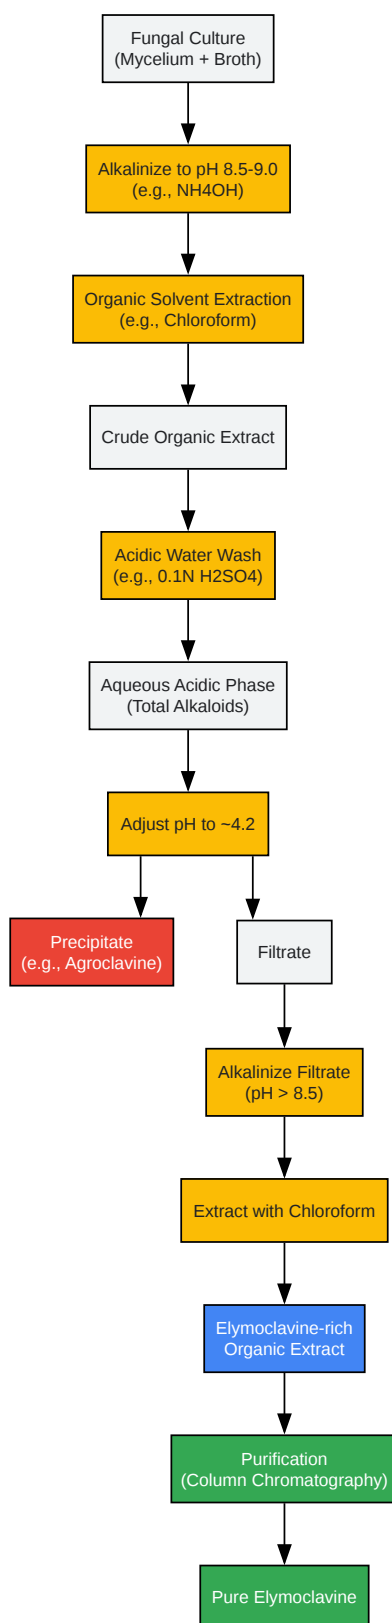 Fungal Culture
(Mycelium + Broth)
Alkalinize to pH 8.5-9.0
(e.g., NH4OH)
Organic Solvent Extraction
(e.g., Chloroform)
Crude Organic Extract
Acidic Water Wash
(e.g., 0.1N H2SO4)
Aqueous Acidic Phase
(Total Alkaloids)
Adjust pH to ~4.2
Precipitate
(e.g., Agroclavine)
Filtrate
Alkalinize Filtrate
(pH > 8.5)
Extract with Chloroform
Elymoclavine-rich
Organic Extract
Purification
(Column Chromatography)
Pure Elymoclavine